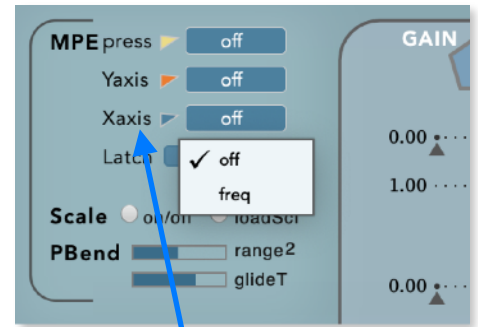 MPE press off GAIN
Yaxis off
Xaxis off
0.00
Latch ✓ off
1.00
freq
Scale on/off loadScl
PBend range2
glideT 0.00